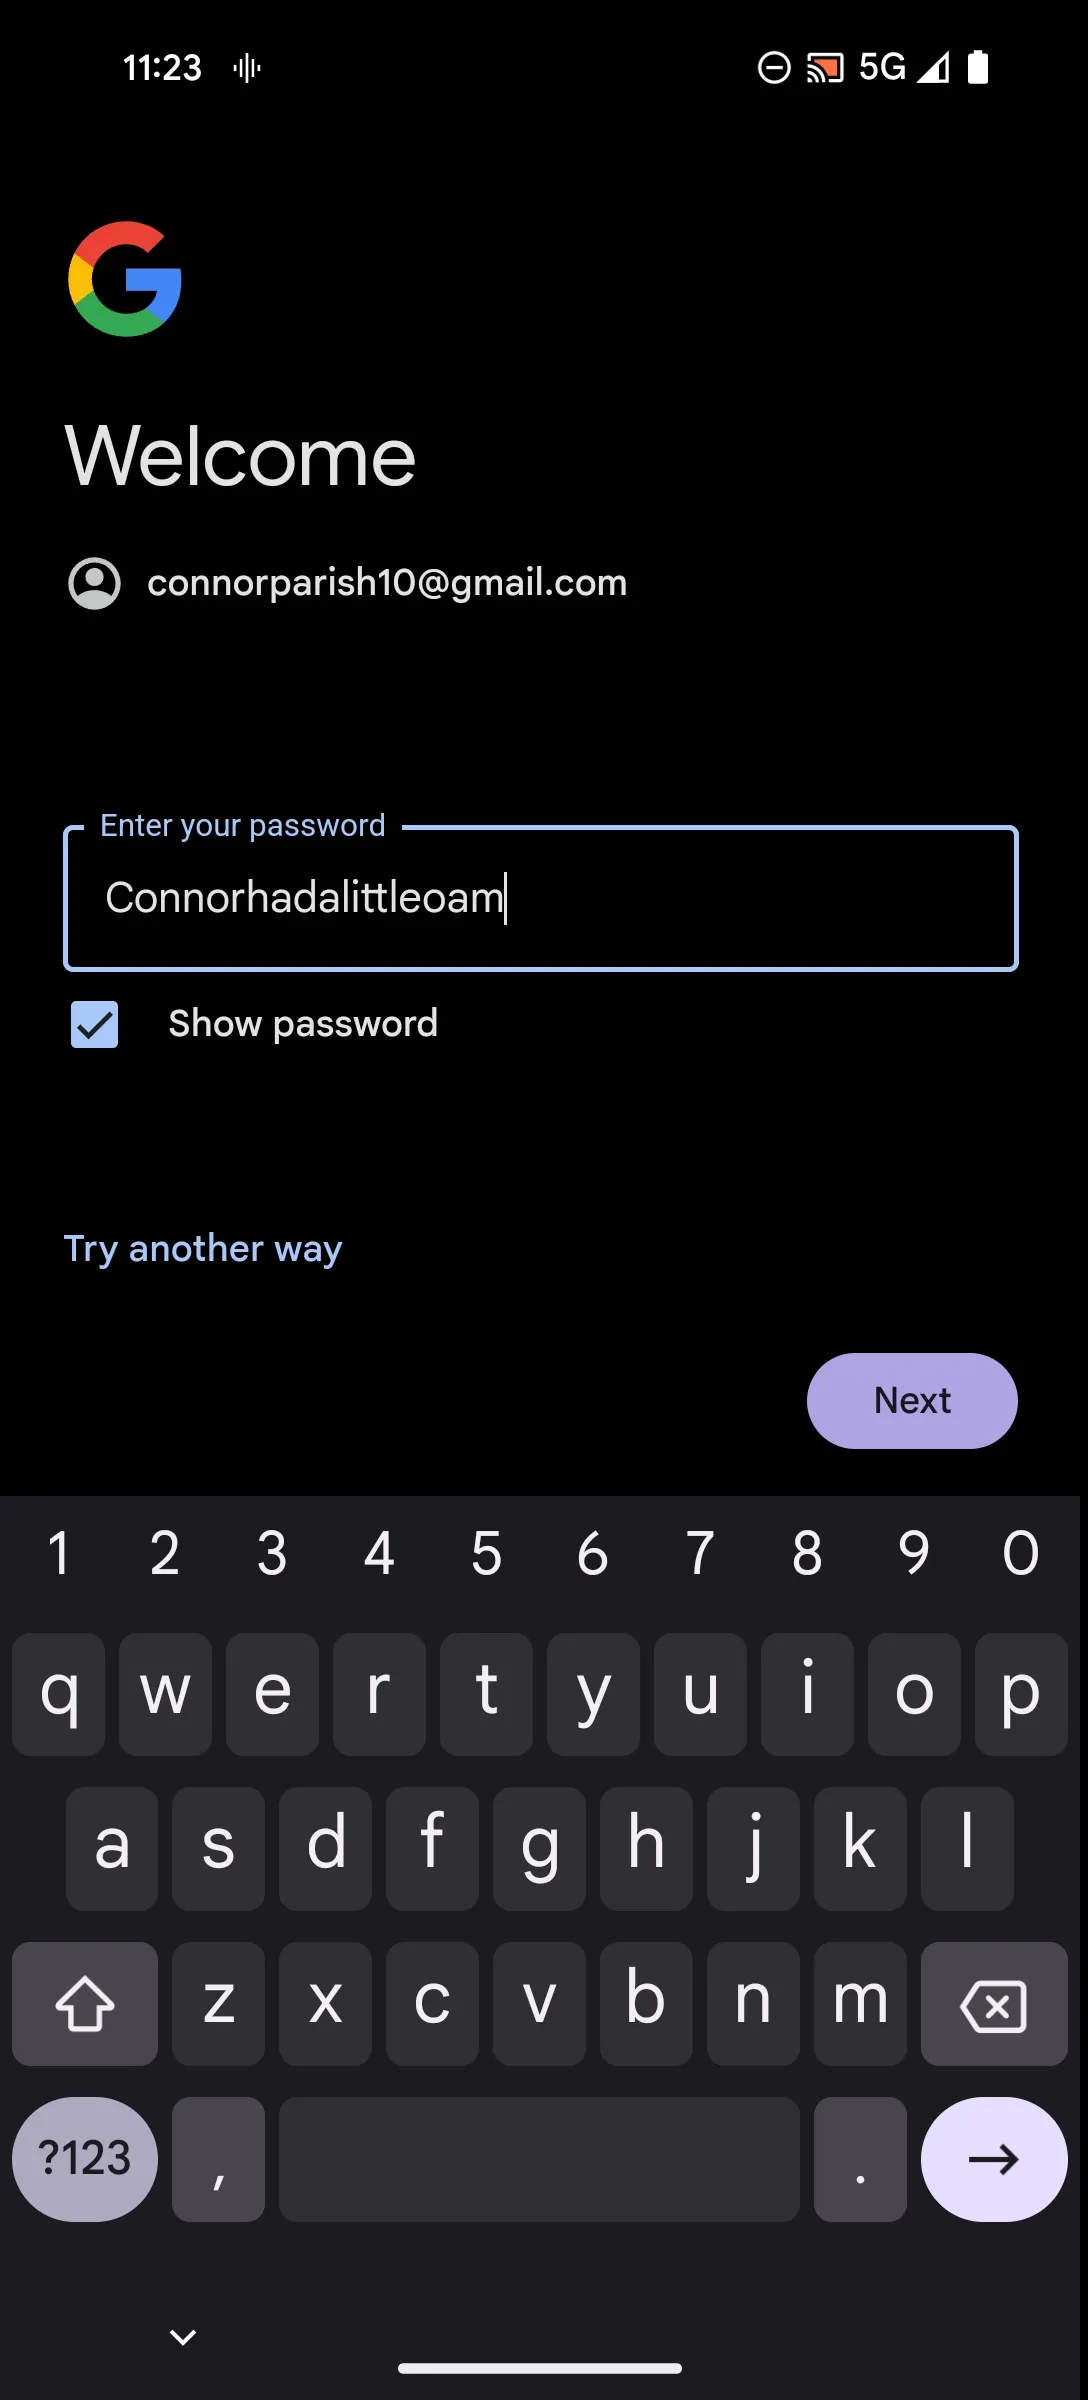 11:23 5G
Welcome
connorparish10@gmail.com
Enter your password
Connorhadalittleoam
Show password
Try another way
Next
1 2 3 4 5 6 7 8 9 0
q w e r t y u i o p
a s d f g h j k l
z x c v b n m
?123 , .